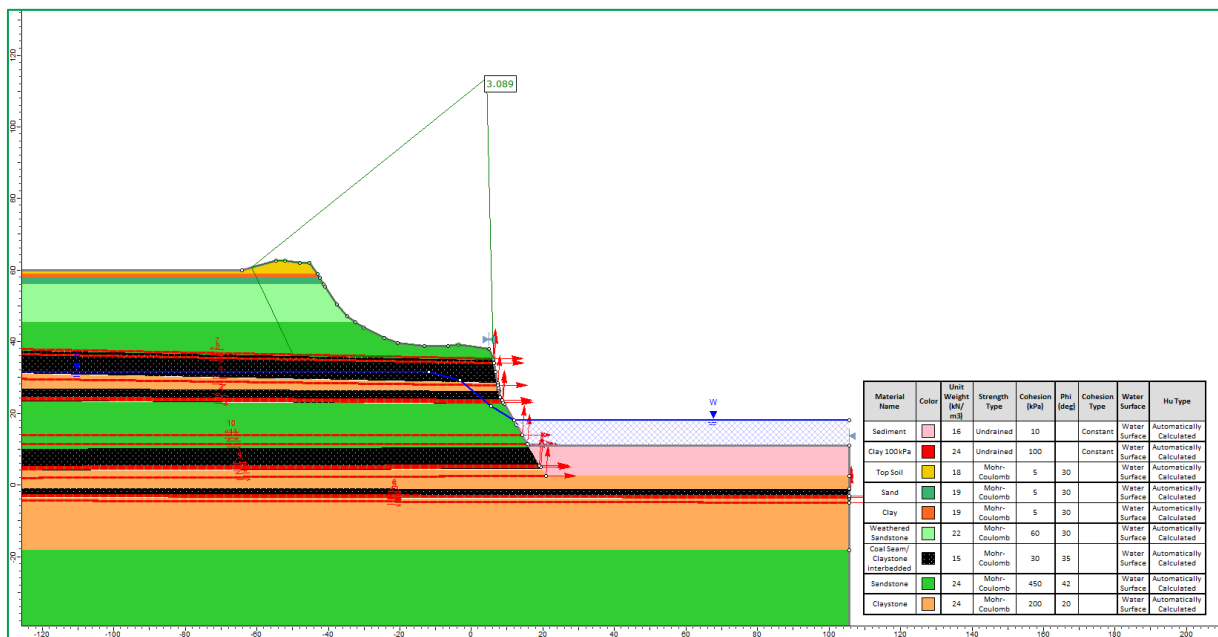 3.089
W
120
100
80
60
40
20
0
-20
-120 -100 -80 -60 -40 -20 0 20 40 60 80 100 120 140 160 180 200
10
Material Name Color Unit Weight (kN/ m3) Strength Type Cohesion (kPa) Phi (deg) Cohesion Type Water Surface Hu Type
Sediment 16 Undrained 10 Constant Water Surface Automatically Calculated
Clay 100kPa 24 Undrained 100 Constant Water Surface Automatically Calculated
Top Soil 18 Mohr-Coulomb 5 30 Water Surface Automatically Calculated
Sand 19 Mohr-Coulomb 5 30 Water Surface Automatically Calculated
Clay 19 Mohr-Coulomb 5 30 Water Surface Automatically Calculated
Weathered Sandstone 22 Mohr-Coulomb 60 30 Water Surface Automatically Calculated
Coal Seam/ Claystone interbedded 15 Mohr-Coulomb 30 35 Water Surface Automatically Calculated
Sandstone 24 Mohr-Coulomb 450 42 Water Surface Automatically Calculated
Claystone 24 Mohr-Coulomb 200 20 Water Surface Automatically Calculated